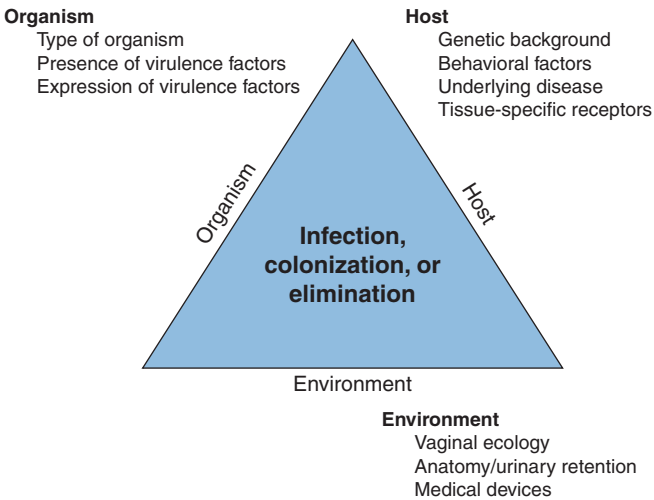 Organism
Type of organism
Presence of virulence factors
Expression of virulence factors
Host
Genetic background
Behavioral factors
Underlying disease
Tissue-specific receptors
Organism
Host
Infection,
colonization, or
elimination
Environment
Environment
Vaginal ecology
Anatomy/urinary retention
Medical devices